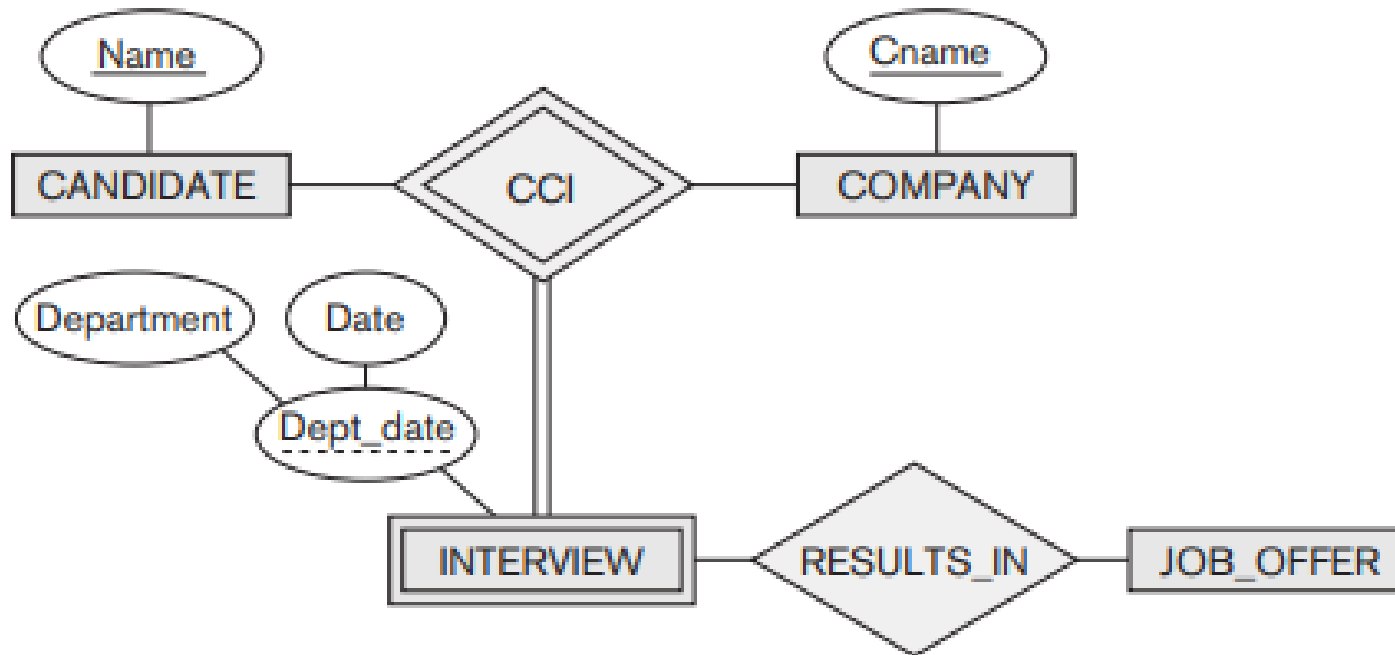 Name
Cname
CANDIDATE
CCI
COMPANY
Department
Date
Dept_date
INTERVIEW
RESULTS_IN
JOB_OFFER